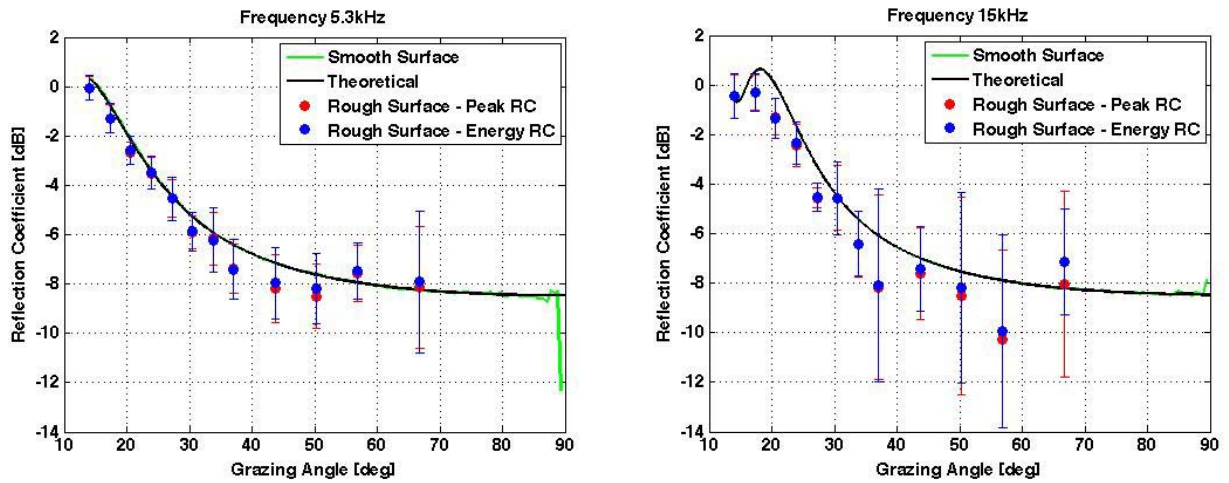 Frequency 5.3kHz
Reflection Coefficient [dB]
2
0
-2
-4
-6
-8
-10
-12
-14
Smooth Surface
Theoretical
Rough Surface - Peak RC
Rough Surface - Energy RC
10 20 30 40 50 60 70 80 90
Grazing Angle [deg]
Frequency 15kHz
Reflection Coefficient [dB]
2
0
-2
-4
-6
-8
-10
-12
-14
Smooth Surface
Theoretical
Rough Surface - Peak RC
Rough Surface - Energy RC
10 20 30 40 50 60 70 80 90
Grazing Angle [deg]